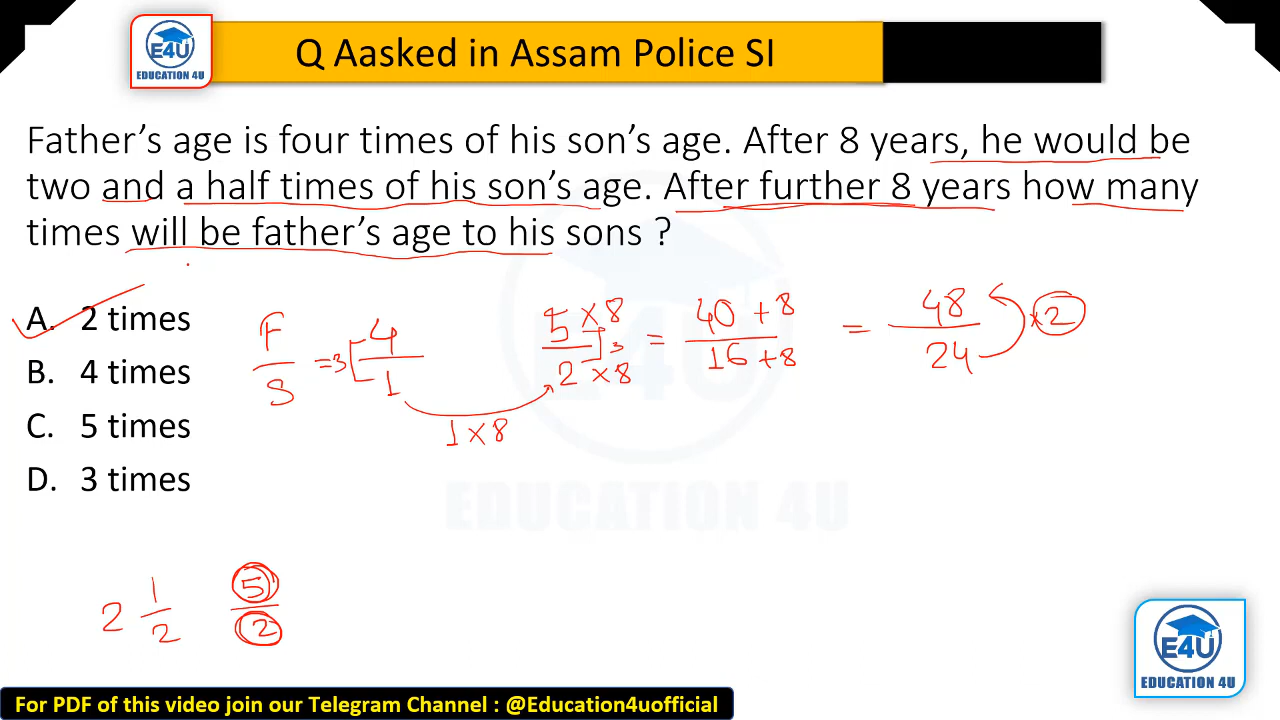 E4U
EDUCATION 4U
Q Aasked in Assam Police SI
Father's age is four times of his son's age. After 8 years, he would be
two and a half times of his son's age. After further 8 years how many
times will be father's age to his sons ?
A. 2 times
B. 4 times
C. 5 times
D. 3 times
F/S = 3[ 4/1
1 × 8
5 × 8 / 2 × 8 ] 3 = 40 + 8 / 16 + 8 = 48 / 24 × 2
2 1/2 5/2
EDUCATION 4U
E4U
EDUCATION 4U
For PDF of this video join our Telegram Channel : @Education4uofficial